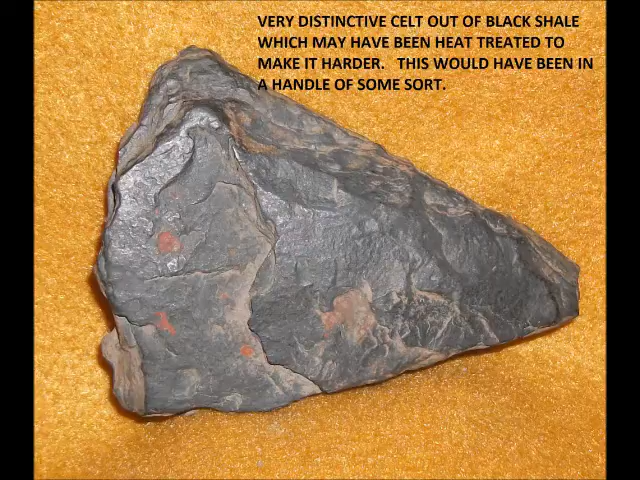 VERY DISTINCTIVE CELT OUT OF BLACK SHALE
WHICH MAY HAVE BEEN HEAT TREATED TO
MAKE IT HARDER.   THIS WOULD HAVE BEEN IN
A HANDLE OF SOME SORT.